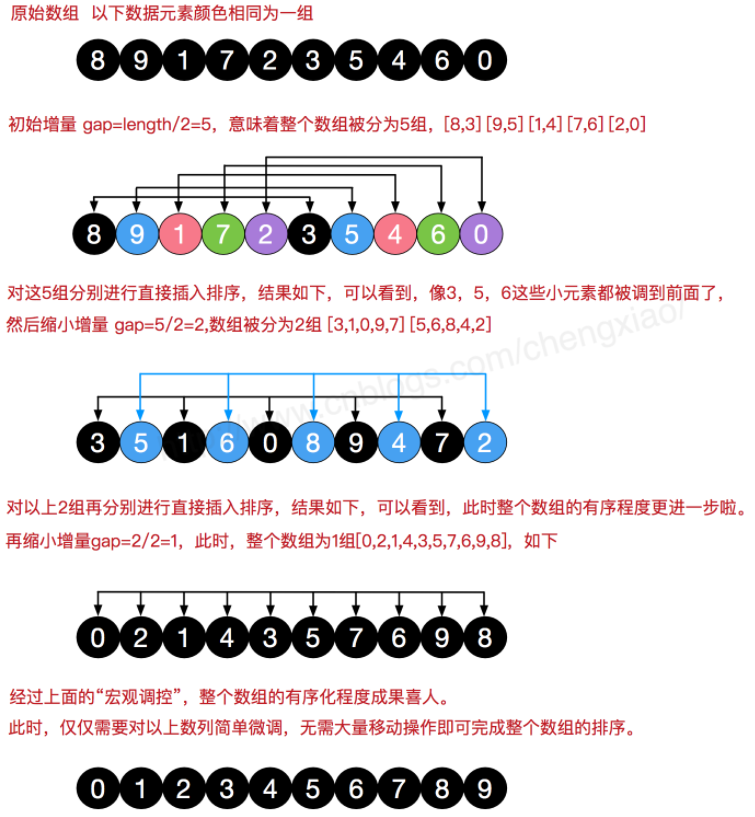 原始数组 以下数据元素颜色相同为一组
8 9 1 7 2 3 5 4 6 0
初始增量 gap=length/2=5，意味着整个数组被分为5组，[8,3][9,5][1,4][7,6][2,0]
8 9 1 7 2 3 5 4 6 0
对这5组分别进行直接插入排序，结果如下，可以看到，像3，5，6这些小元素都被调到前面了，
然后缩小增量 gap=5/2=2,数组被分为2组 [3,1,0,9,7] [5,6,8,4,2]
www.cnblogs.com/chengxiao/
3 5 1 6 0 8 9 4 7 2
对以上2组再分别进行直接插入排序，结果如下，可以看到，此时整个数组的有序程度更进一步啦。
再缩小增量gap=2/2=1，此时，整个数组为1组[0,2,1,4,3,5,7,6,9,8]，如下
0 2 1 4 3 5 7 6 9 8
经过上面的“宏观调控”，整个数组的有序化程度成果喜人。
此时，仅仅需要对以上数列简单微调，无需大量移动操作即可完成整个数组的排序。
0 1 2 3 4 5 6 7 8 9